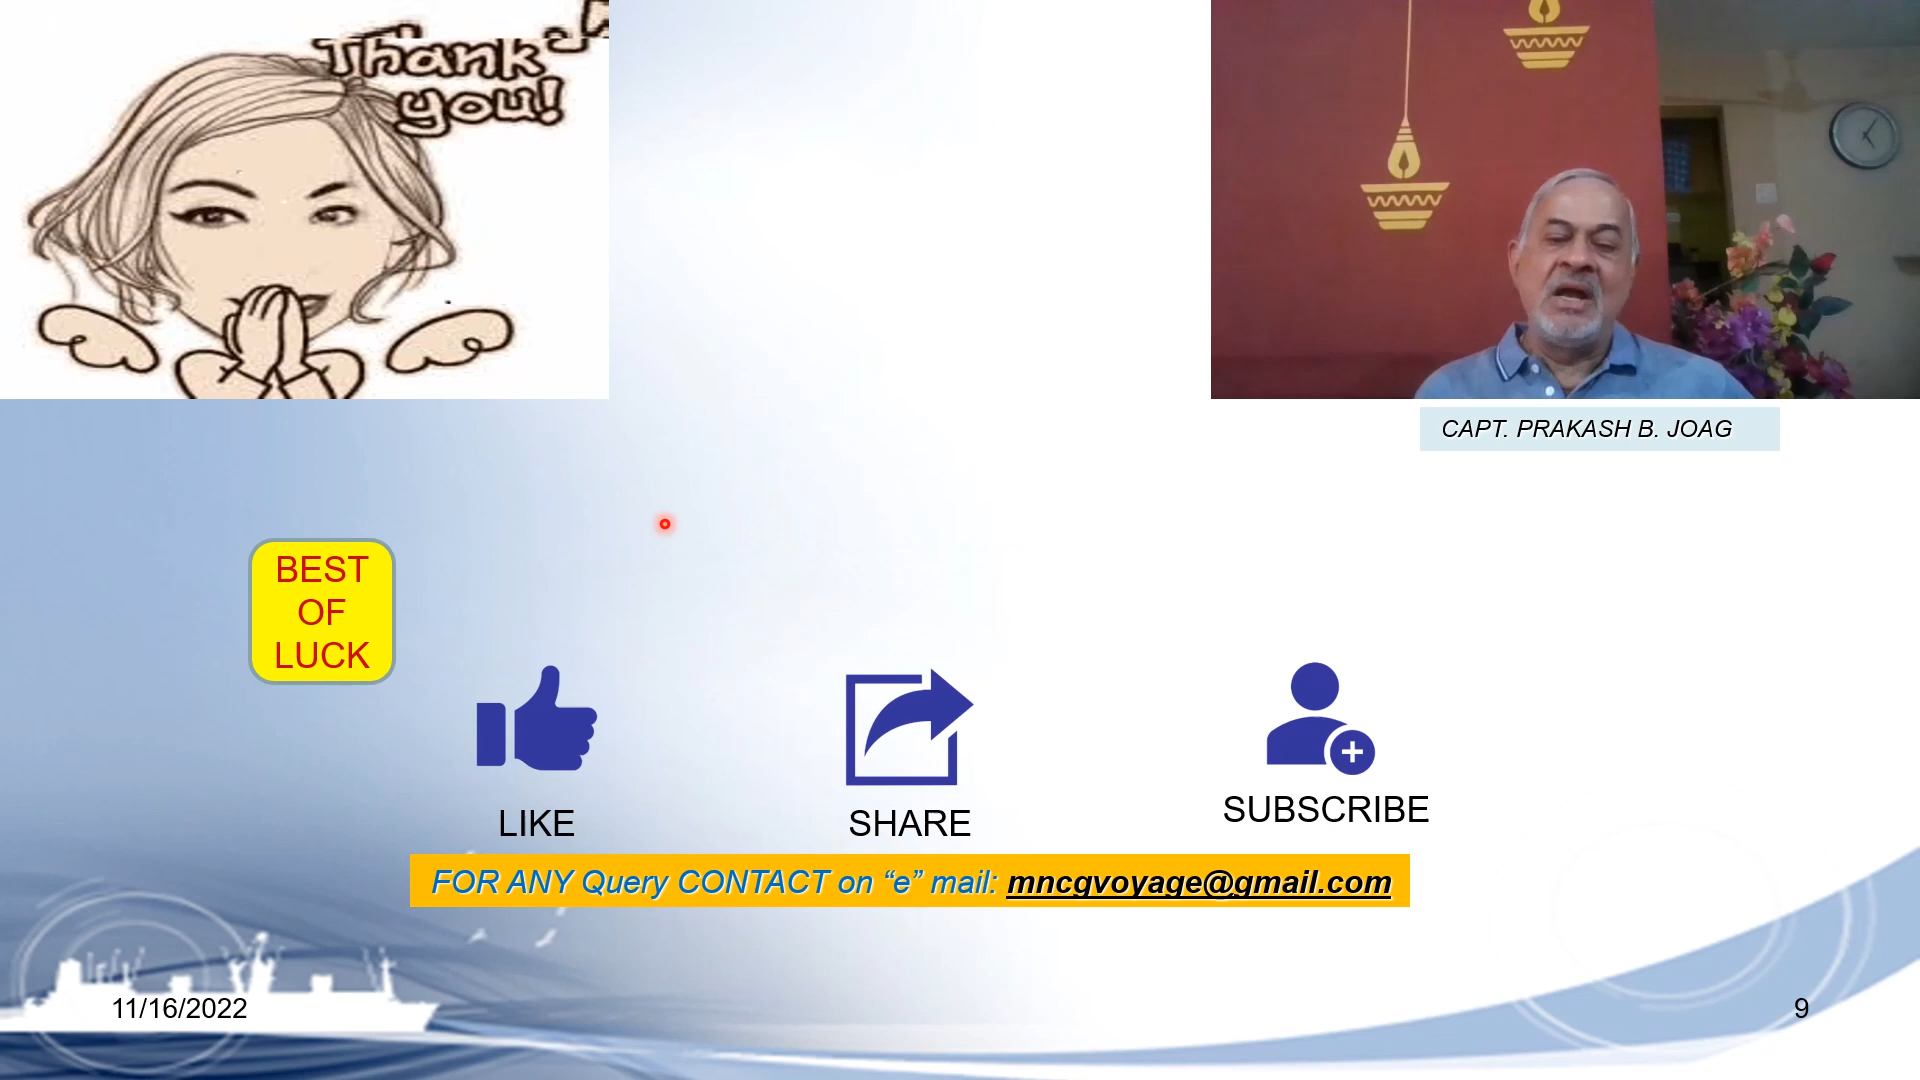 Thank
you!
CAPT. PRAKASH B. JOAG
BEST
OF
LUCK
LIKE
SHARE
SUBSCRIBE
FOR ANY Query CONTACT on “e” mail: mncgvoyage@gmail.com
11/16/2022
9